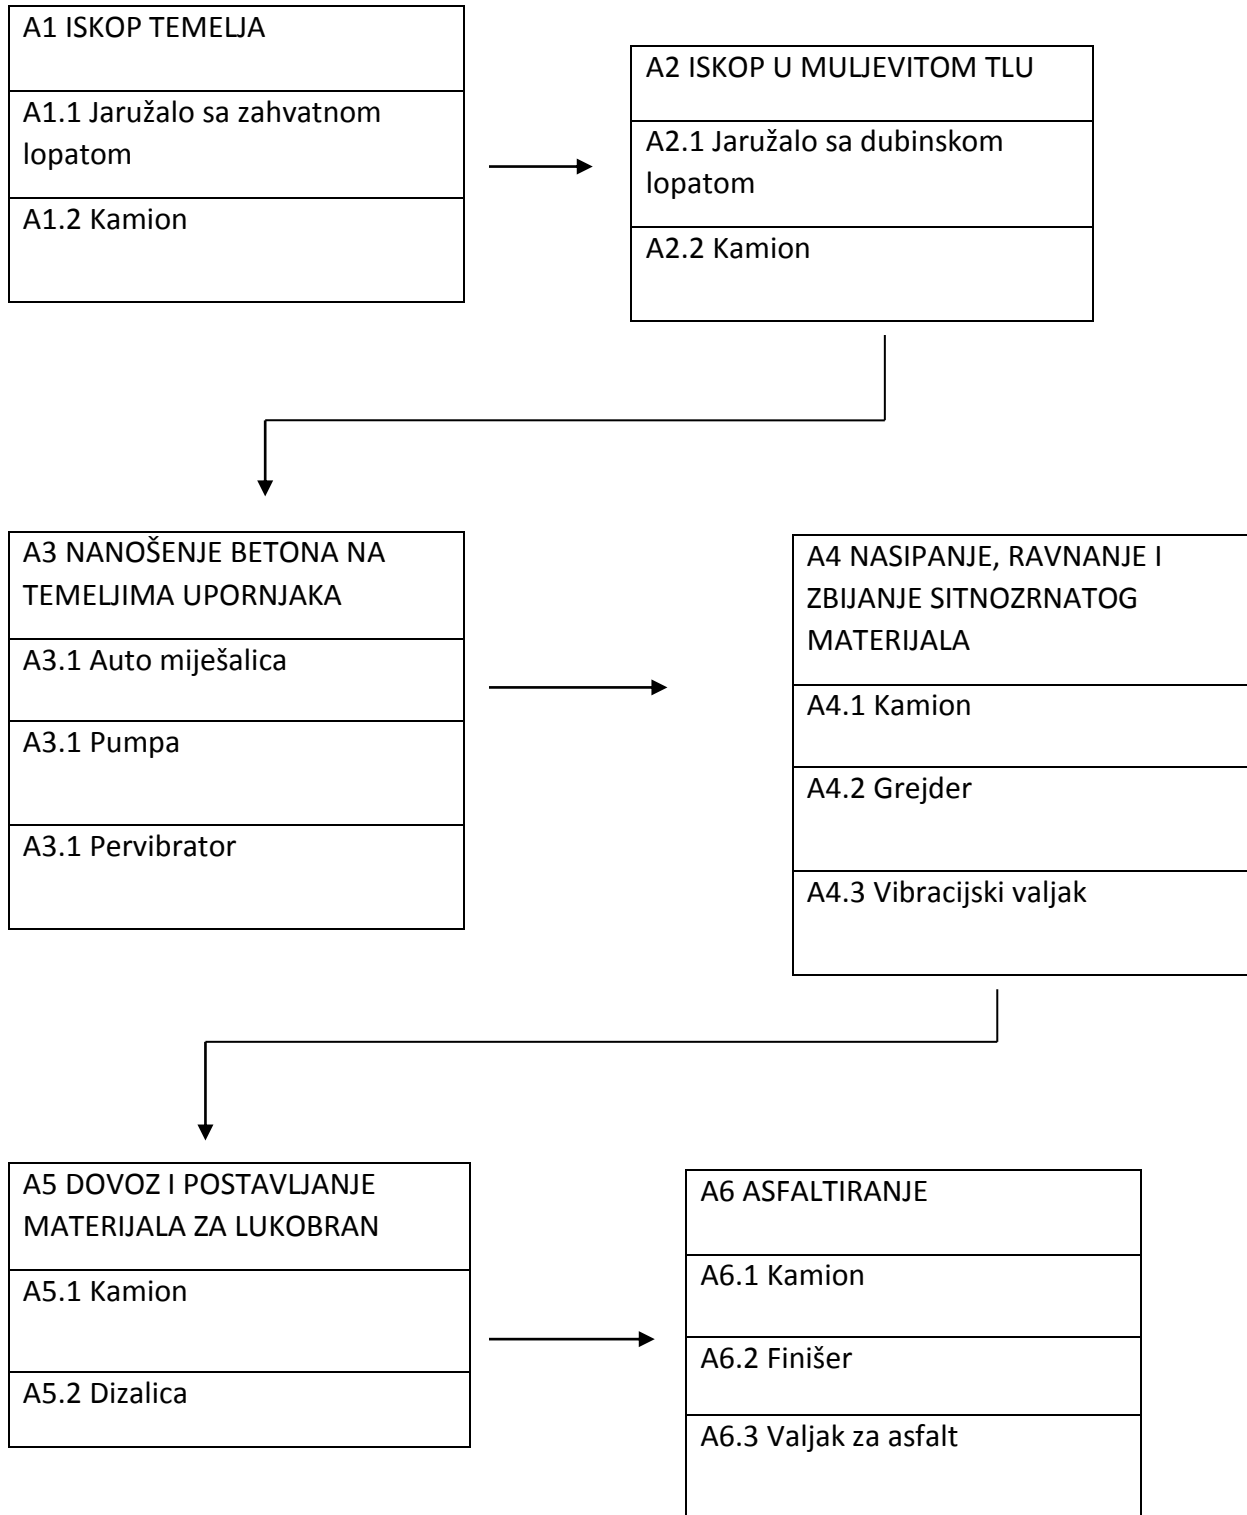 A1 ISKOP TEMELJA
A1.1 Jaružalo sa zahvatnom
lopatom
A1.2 Kamion
A2 ISKOP U MULJEVITOM TLU
A2.1 Jaružalo sa dubinskom
lopatom
A2.2 Kamion
A3 NANOŠENJE BETONA NA
TEMELJIMA UPORNJAKA
A3.1 Auto miješalica
A3.1 Pumpa
A3.1 Pervibrator
A4 NASIPANJE, RAVNANJE I
ZBIJANJE SITNOZRNATOG
MATERIJALA
A4.1 Kamion
A4.2 Grejder
A4.3 Vibracijski valjak
A5 DOVOZ I POSTAVLJANJE
MATERIJALA ZA LUKOBRAN
A5.1 Kamion
A5.2 Dizalica
A6 ASFALTIRANJE
A6.1 Kamion
A6.2 Finišer
A6.3 Valjak za asfalt